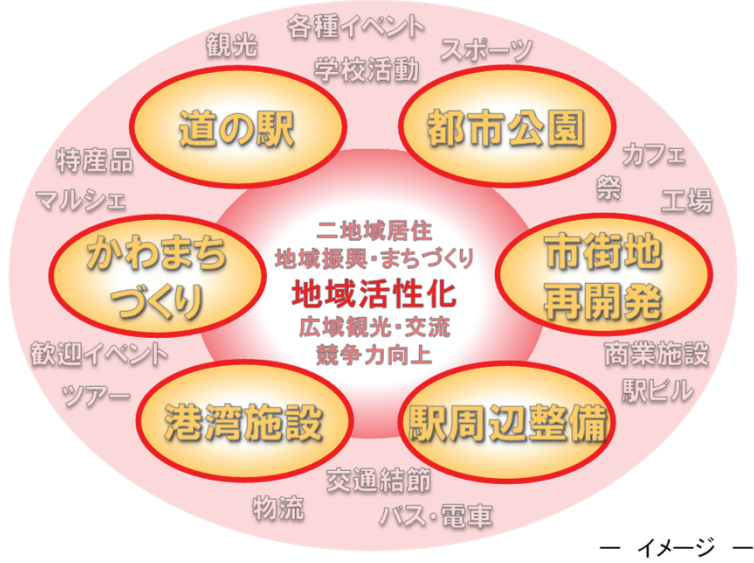 各種イベント
観光
スポーツ
学校活動
道の駅
都市公園
特産品
カフェ
マルシェ
祭
工場
二地域居住
地域振興・まちづくり
地域活性化
広域観光・交流
競争力向上
かわまち
づくり
市街地
再開発
歓迎イベント
商業施設
ツアー
駅ビル
港湾施設
駅周辺整備
交通結節
物流
バス・電車
― イメージ ―